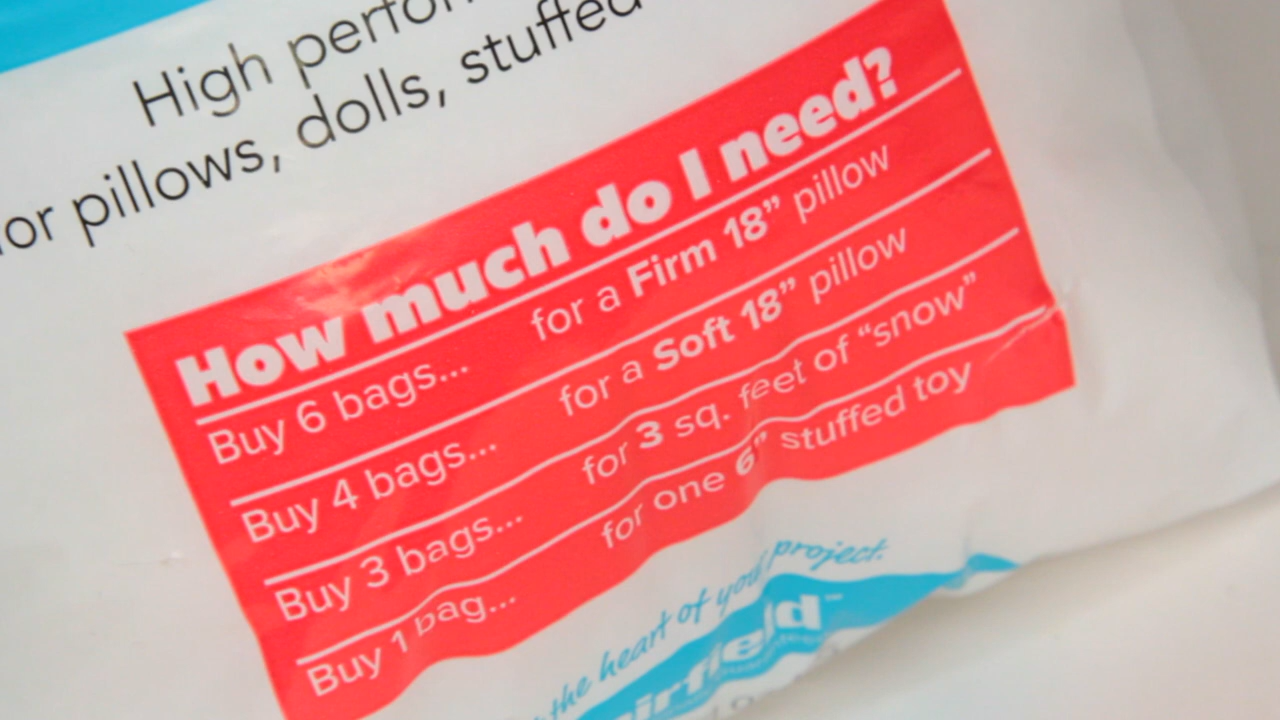 High
or pillows, dolls, stuffed
How much do I need?
Buy 6 bags... for a Firm 18” pillow
Buy 4 bags... for a Soft 18” pillow
Buy 3 bags... for 3 sq. feet of “snow”
Buy 1 bag... for one 6” stuffed toy
the heart of your project.
airfield™